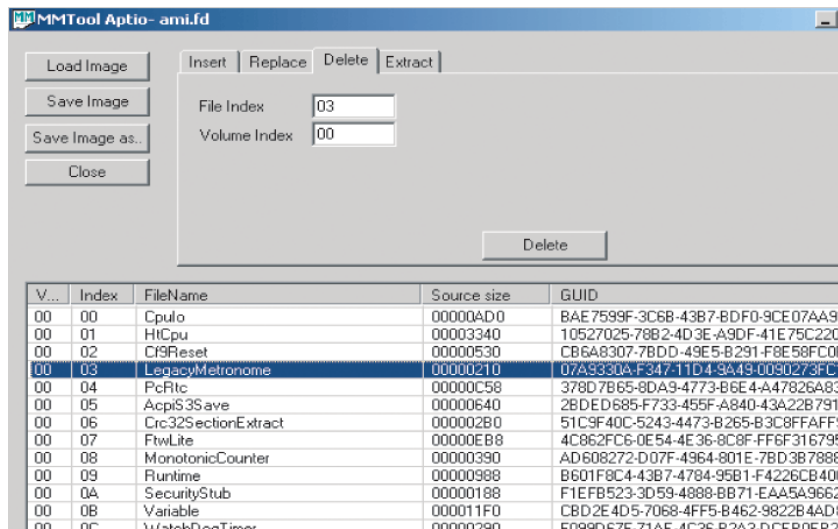 MMTool Aptio- ami.fd
Load Image
Save Image
Save Image as..
Close
Insert Replace Delete Extract
File Index 03
Volume Index 00
Delete
V... Index FileName Source size GUID
00 00 CpuIo 00000AD0 BAE7599F-3C6B-43B7-BDF0-9CE07AA9
00 01 HtCpu 00003340 10527025-78B2-4D3E-A9DF-41E75C220
00 02 Cf9Reset 00000530 CB6A8307-7BDD-49E5-B291-F8E58FC0
00 03 LegacyMetronome 00000210 07A9330A-F347-11D4-9A49-0090273FC
00 04 PcRtc 00000C58 378D7B65-8DA9-4773-B6E4-A47826A83
00 05 AcpiS3Save 00000640 2BDED685-F733-455F-A840-43A22B791
00 06 Crc32SectionExtract 000002B0 51C9F40C-5243-4473-B265-B3C8FFAFF
00 07 FtwLite 00000EB8 4C862FC6-0E54-4E36-8C8F-FF6F316795
00 08 MonotonicCounter 00000390 AD608272-D07F-4964-801E-7BD3B7888
00 09 Runtime 00000988 B601F8C4-43B7-4784-95B1-F4226CB40
00 0A SecurityStub 00000188 F1EFB523-3D59-4888-BB71-EAA5A9662
00 0B Variable 000011F0 CBD2E4D5-7068-4FF5-B462-9822B4AD
00 0C WatchDogTimer 00000290